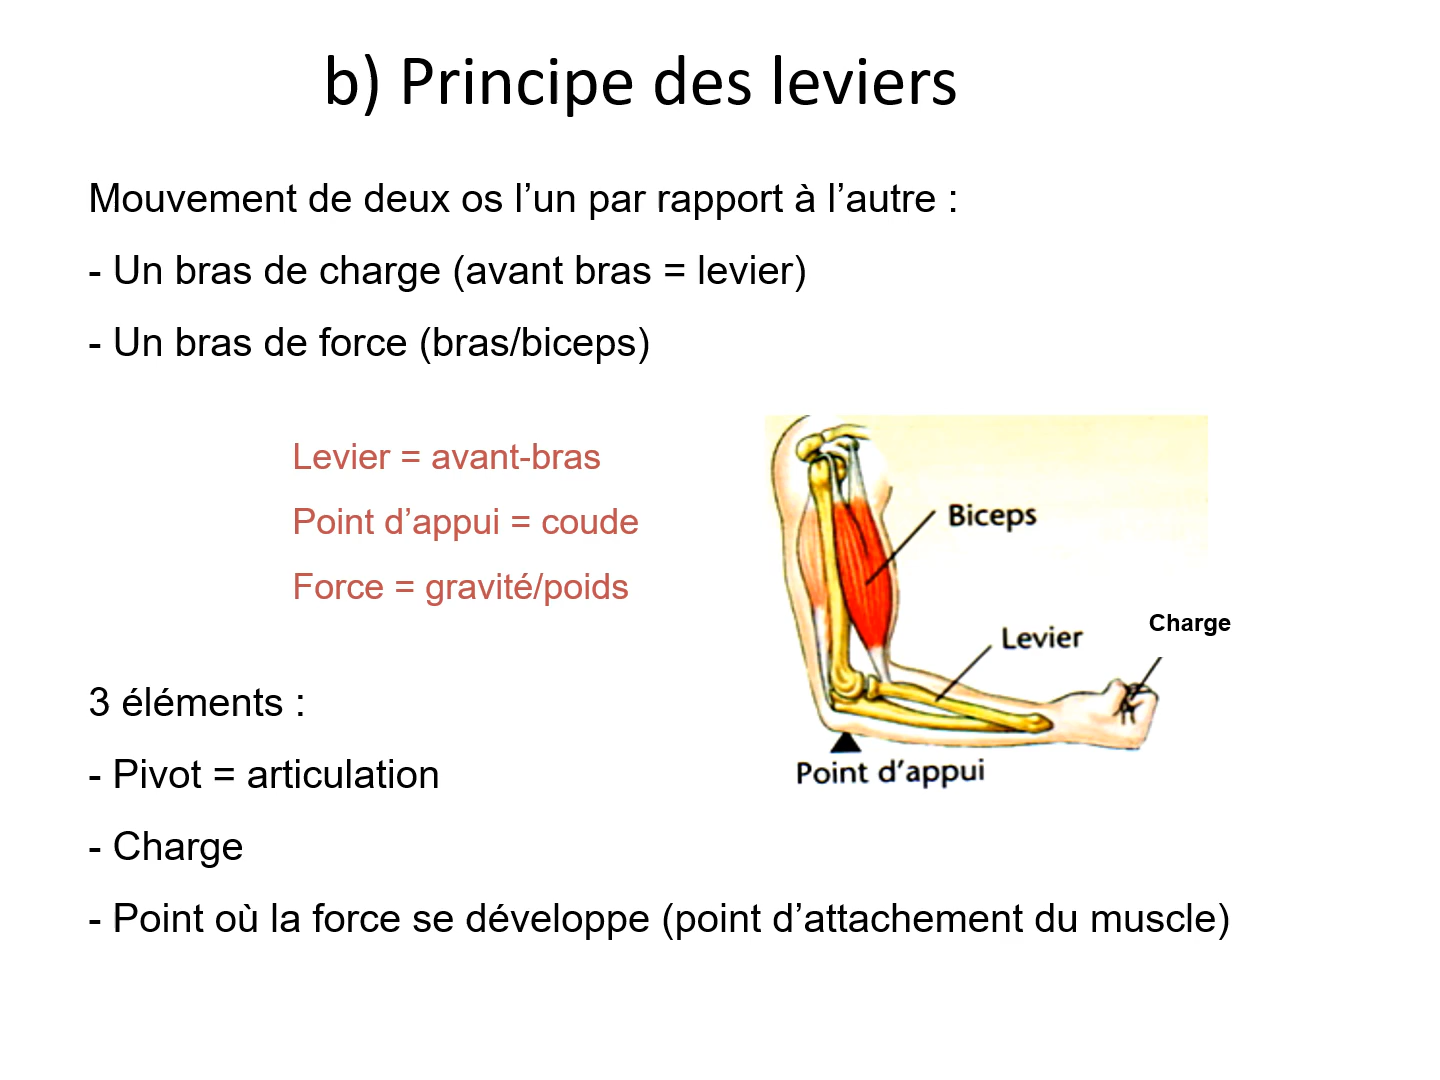 b) Principe des leviers
Mouvement de deux os l’un par rapport à l’autre :
- Un bras de charge (avant bras = levier)
- Un bras de force (bras/biceps)
Levier = avant-bras
Point d’appui = coude
Force = gravité/poids
Biceps
Charge
Levier
Point d’appui
3 éléments :
- Pivot = articulation
- Charge
- Point où la force se développe (point d’attachement du muscle)